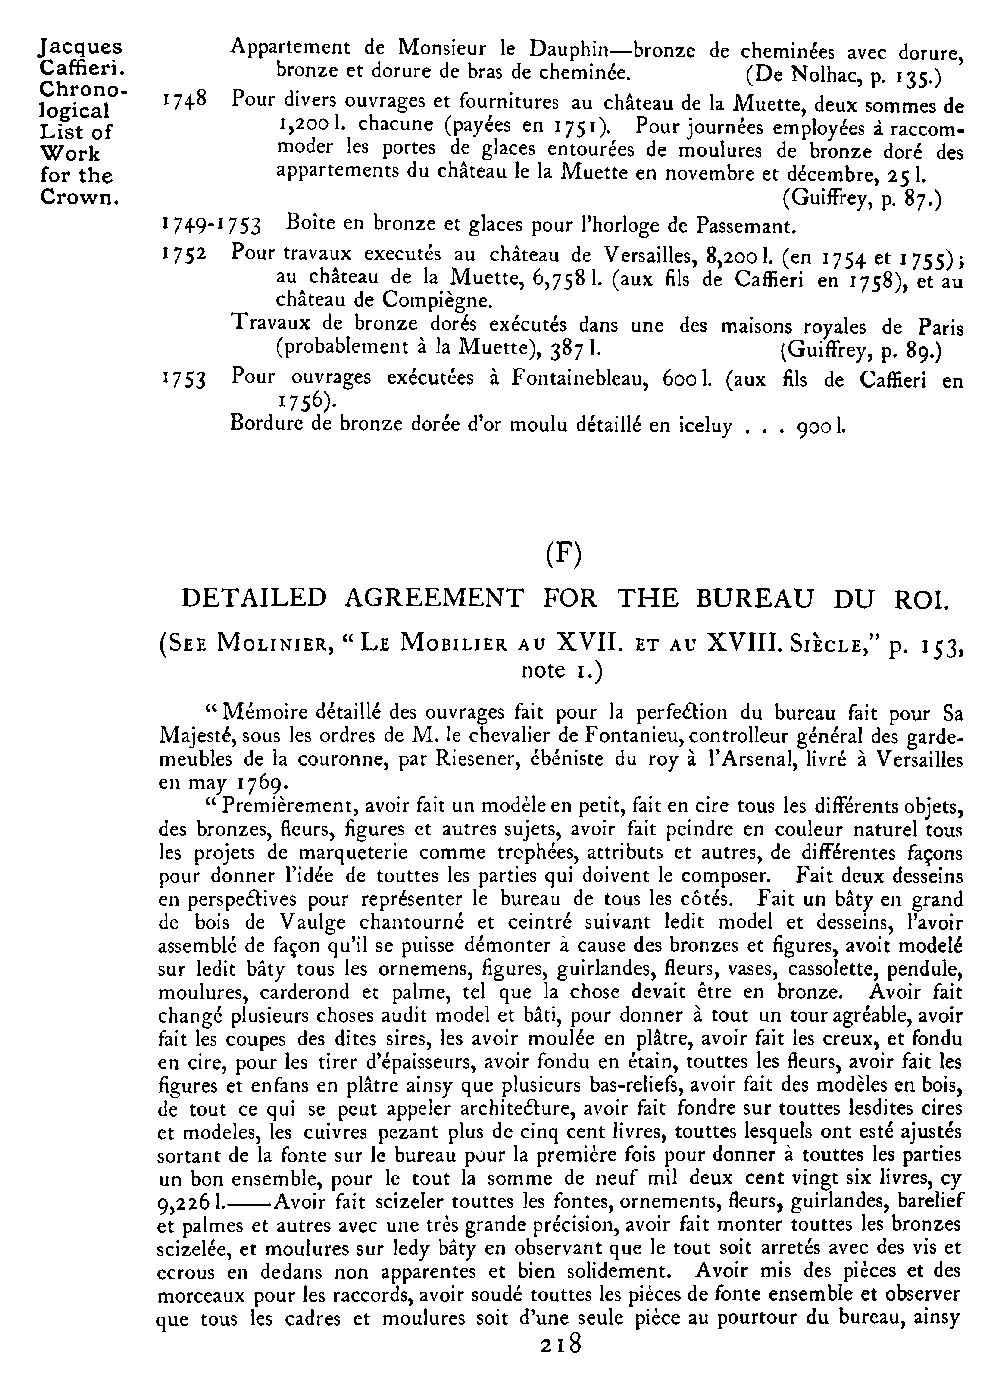 Jacques
Caffieri.
Chrono-
logical
List of
Work
for the
Crown.
Appartement de Monsieur le Dauphin—bronze de cheminées avec dorure,
bronze et dorure de bras de cheminée. (De Nolhac, p. 135.)
1748 Pour divers ouvrages et fournitures au château de la Muette, deux sommes de
1,200 l. chacune (payées en 1751). Pour journées employées à raccom-
moder les portes de glaces entourées de moulures de bronze doré des
appartements du château le la Muette en novembre et décembre, 25 l.
(Guiffrey, p. 87.)
1749-1753 Boîte en bronze et glaces pour l'horloge de Passemant.
1752 Pour travaux executés au château de Versailles, 8,200 l. (en 1754 et 1755);
au château de la Muette, 6,758 l. (aux fils de Caffieri en 1758), et au
château de Compiègne.
Travaux de bronze dorés exécutés dans une des maisons royales de Paris
(probablement à la Muette), 387 l. (Guiffrey, p. 89.)
1753 Pour ouvrages exécutées à Fontainebleau, 600 l. (aux fils de Caffieri en
1756).
Bordure de bronze dorée d'or moulu détaillé en iceluy . . . 900 l.
(F)
DETAILED AGREEMENT FOR THE BUREAU DU ROI.
(See Molinier, "Le Mobilier au XVII. et au XVIII. Siècle," p. 153,
note 1.)
"Mémoire détaillé des ouvrages fait pour la perfection du bureau fait pour Sa
Majesté, sous les ordres de M. le chevalier de Fontanieu, controlleur général des garde-
meubles de la couronne, par Riesener, ébéniste du roy à l'Arsenal, livré à Versailles
en may 1769.
"Premièrement, avoir fait un modèle en petit, fait en cire tous les différents objets,
des bronzes, fleurs, figures et autres sujets, avoir fait peindre en couleur naturel tous
les projets de marqueterie comme trophées, attributs et autres, de différentes façons
pour donner l'idée de touttes les parties qui doivent le composer. Fait deux desseins
en perspectives pour représenter le bureau de tous les côtés. Fait un bâty en grand
de bois de Vaulge chantourné et ceintré suivant ledit model et desseins, l'avoir
assemblé de façon qu'il se puisse démonter à cause des bronzes et figures, avoit modelé
sur ledit bâty tous les ornemens, figures, guirlandes, fleurs, vases, cassolette, pendule,
moulures, carderond et palme, tel que la chose devait être en bronze. Avoir fait
changé plusieurs choses audit model et bâti, pour donner à tout un tour agréable, avoir
fait les coupes des dites sires, les avoir moulée en plâtre, avoir fait les creux, et fondu
en cire, pour les tirer d'épaisseurs, avoir fondu en étain, touttes les fleurs, avoir fait les
figures et enfans en plâtre ainsy que plusieurs bas-reliefs, avoir fait des modèles en bois,
de tout ce qui se peut appeler architecture, avoir fait fondre sur touttes lesdites cires
et modeles, les cuivres pezant plus de cinq cent livres, touttes lesquels ont esté ajustés
sortant de la fonte sur le bureau pour la première fois pour donner à touttes les parties
un bon ensemble, pour le tout la somme de neuf mil deux cent vingt six livres, cy
9,226 l.——Avoir fait scizeler touttes les fontes, ornements, fleurs, guirlandes, barelief
et palmes et autres avec une très grande précision, avoir fait monter touttes les bronzes
scizelée, et moulures sur ledy bâty en observant que le tout soit arretés avec des vis et
ecrous en dedans non apparentes et bien solidement. Avoir mis des pièces et des
morceaux pour les raccords, avoir soudé touttes les piéces de fonte ensemble et observer
que tous les cadres et moulures soit d'une seule pièce au pourtour du bureau, ainsy
218